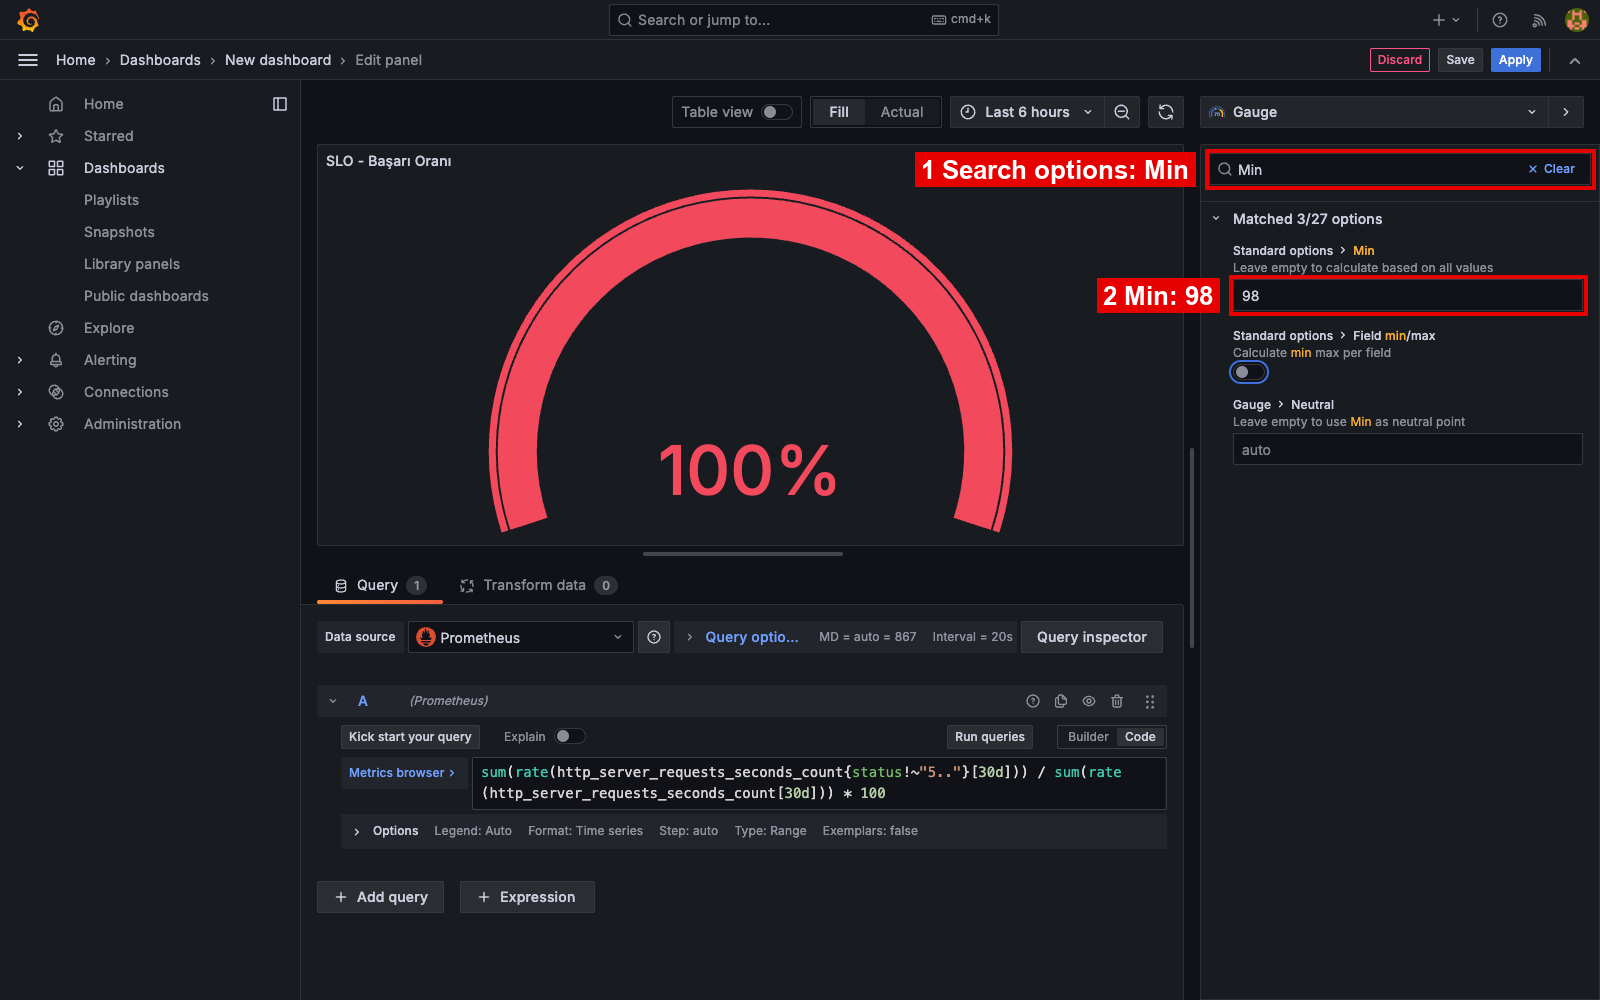 Search or jump to...
cmd+k
Home › Dashboards › New dashboard › Edit panel
Discard
Save
Apply
Home
Starred
Dashboards
Playlists
Snapshots
Library panels
Public dashboards
Explore
Alerting
Connections
Administration
Table view
Fill
Actual
Last 6 hours
Gauge
SLO - Başarı Oranı
1 Search options: Min
Min
Clear
100%
Matched 3/27 options
Standard options › Min
Leave empty to calculate based on all values
2 Min: 98
98
Standard options › Field min/max
Calculate min max per field
Gauge › Neutral
Leave empty to use Min as neutral point
auto
Query 1
Transform data 0
Data source
Prometheus
Query optio...
MD = auto = 867
Interval = 20s
Query inspector
A
(Prometheus)
Kick start your query
Explain
Run queries
Builder
Code
Metrics browser ›
sum(rate(http_server_requests_seconds_count{status!~"5.."}[30d])) / sum(rate
(http_server_requests_seconds_count[30d])) * 100
Options
Legend: Auto
Format: Time series
Step: auto
Type: Range
Exemplars: false
+ Add query
+ Expression